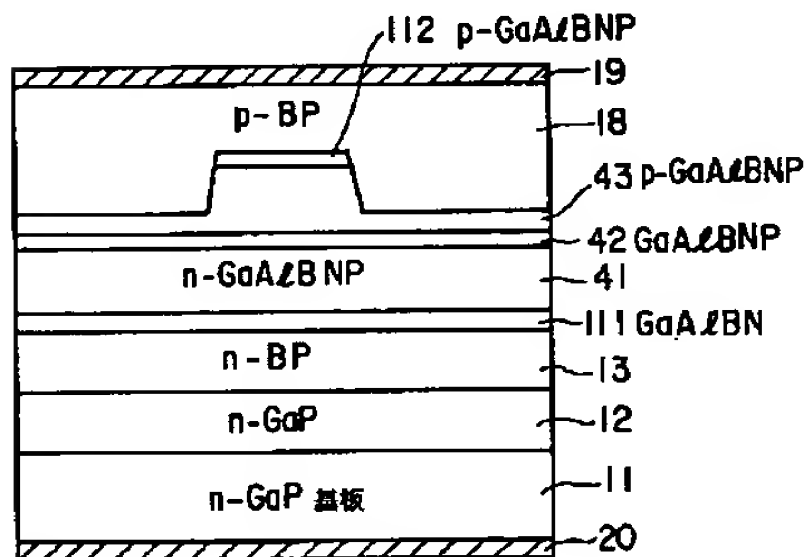 112 p-GaAlBNP
19
p-BP
18
43 p-GaAlBNP
42 GaAlBNP
n-GaAlBNP
41
111 GaAlBN
n-BP
13
n-GaP
12
n-GaP 基板
11
20